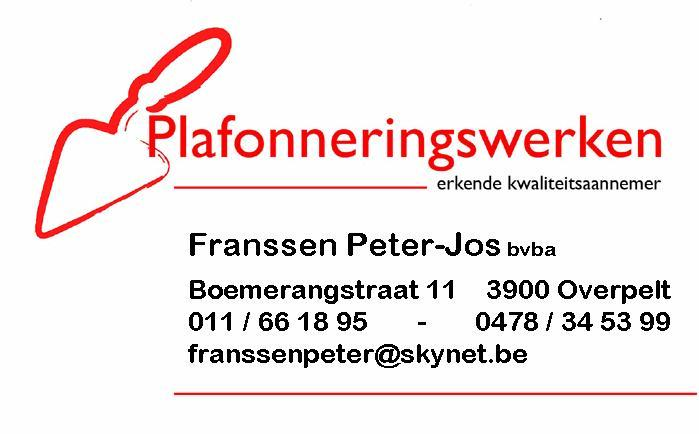 Plafonneringswerken
erkende kwaliteitsaannemer
Franssen Peter-Jos bvba
Boemerangstraat 11 3900 Overpelt
011 / 66 18 95 - 0478 / 34 53 99
franssenpeter@skynet.be